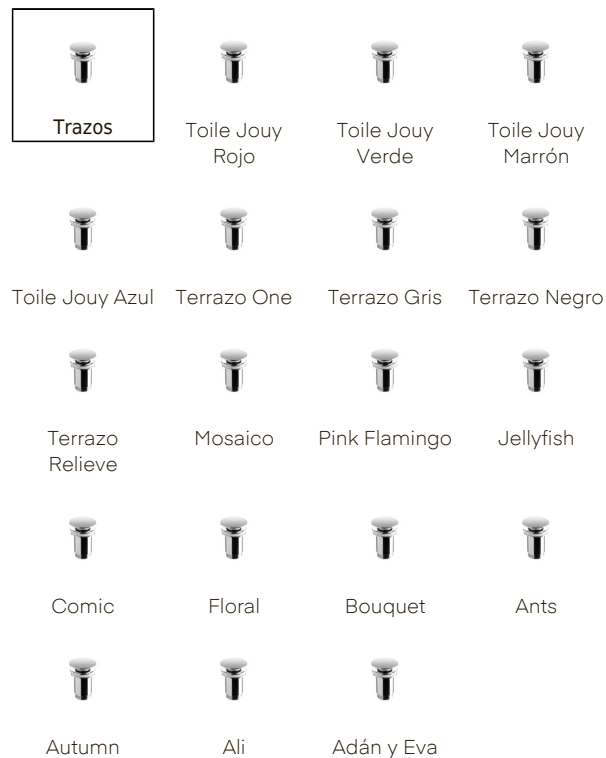 Trazos
Toile Jouy
Rojo
Toile Jouy
Verde
Toile Jouy
Marrón
Toile Jouy Azul
Terrazo One
Terrazo Gris
Terrazo Negro
Terrazo
Relieve
Mosaico
Pink Flamingo
Jellyfish
Comic
Floral
Bouquet
Ants
Autumn
Ali
Adán y Eva